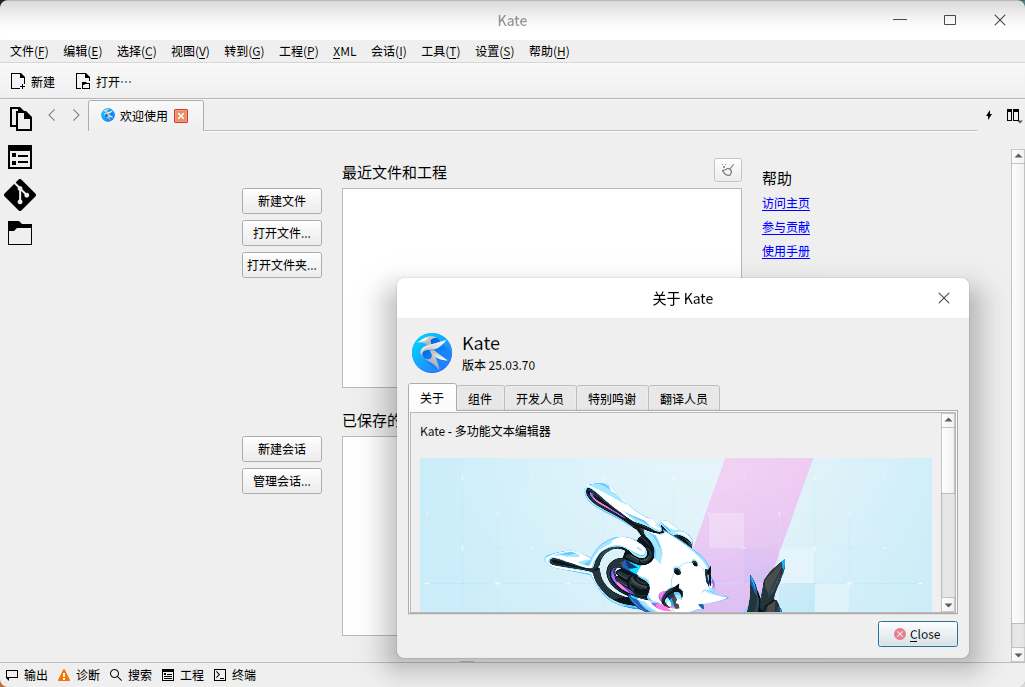 Kate
文件(F) 编辑(E) 选择(C) 视图(V) 转到(G) 工程(P) XML 会话(I) 工具(T) 设置(S) 帮助(H)
新建 打开…
欢迎使用
最近文件和工程
新建文件
打开文件...
打开文件夹...
帮助
访问主页
参与贡献
使用手册
已保存的
新建会话
管理会话...
关于 Kate
Kate
版本 25.03.70
关于 组件 开发人员 特别鸣谢 翻译人员
Kate - 多功能文本编辑器
Close
输出 诊断 搜索 工程 终端